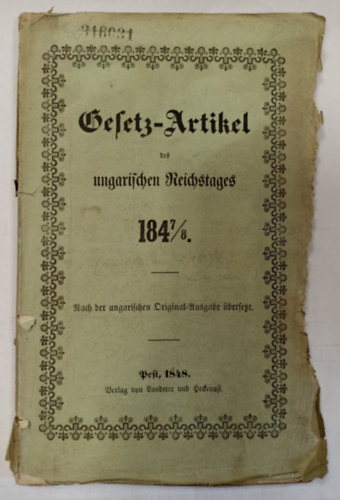 318031
Gesetz-Artikel
des
ungarischen Reichstages
184⁷/₈.
Nach der ungarischen Original-Ausgabe übersetzt.
Pest, 1848.
Verlag von Landerer und Heckenast.